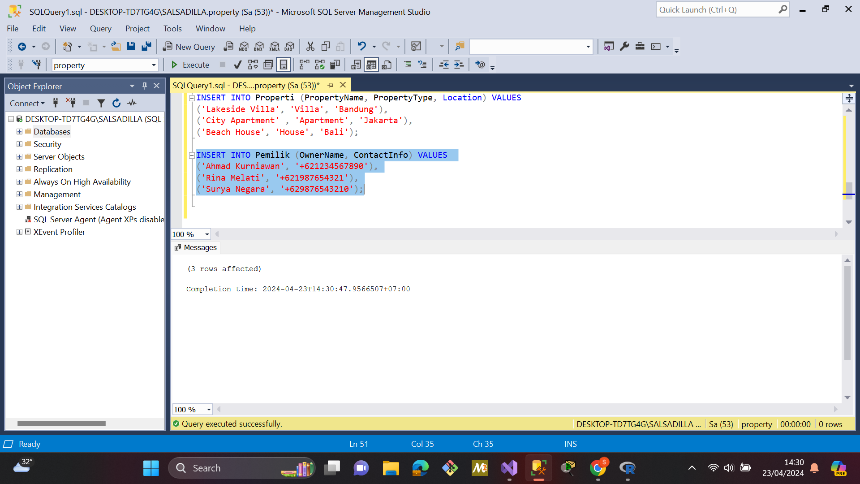 SQLQuery1.sql - DESKTOP-TD7TG4G\SALSADILLA.property (Sa (53))* - Microsoft SQL Server Management Studio
Quick Launch (Ctrl+Q)
File Edit View Query Project Tools Window Help
New Query
property
Execute
Object Explorer
SQLQuery1.sql - DES....property (Sa (53))*
Connect
DESKTOP-TD7TG4G\SALSADILLA (SQL
Databases
Security
Server Objects
Replication
Always On High Availability
Management
Integration Services Catalogs
SQL Server Agent (Agent XPs disable
XEvent Profiler
INSERT INTO Properti (PropertyName, PropertyType, Location) VALUES
('Lakeside Villa', 'Villa', 'Bandung'),
('City Apartment' , 'Apartment', 'Jakarta'),
('Beach House', 'House', 'Bali');
INSERT INTO Pemilik (OwnerName, ContactInfo) VALUES
('Ahmad Kurniawan', '+621234567890'),
('Rina Melati', '+621987654321'),
('Surya Negara', '+629876543210');
100 %
Messages
(3 rows affected)
Completion time: 2024-04-23T14:30:47.9566507+07:00
100 %
Query executed successfully.
DESKTOP-TD7TG4G\SALSADILLA ... Sa (53) property 00:00:00 0 rows
Ready Ln 51 Col 35 Ch 35 INS
32°
Search
14:30
23/04/2024